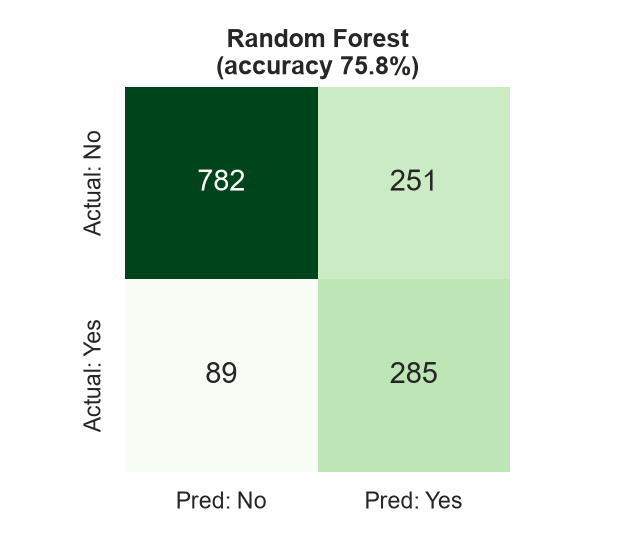 Random Forest
(accuracy 75.8%)
Actual: No
782
251
Actual: Yes
89
285
Pred: No
Pred: Yes